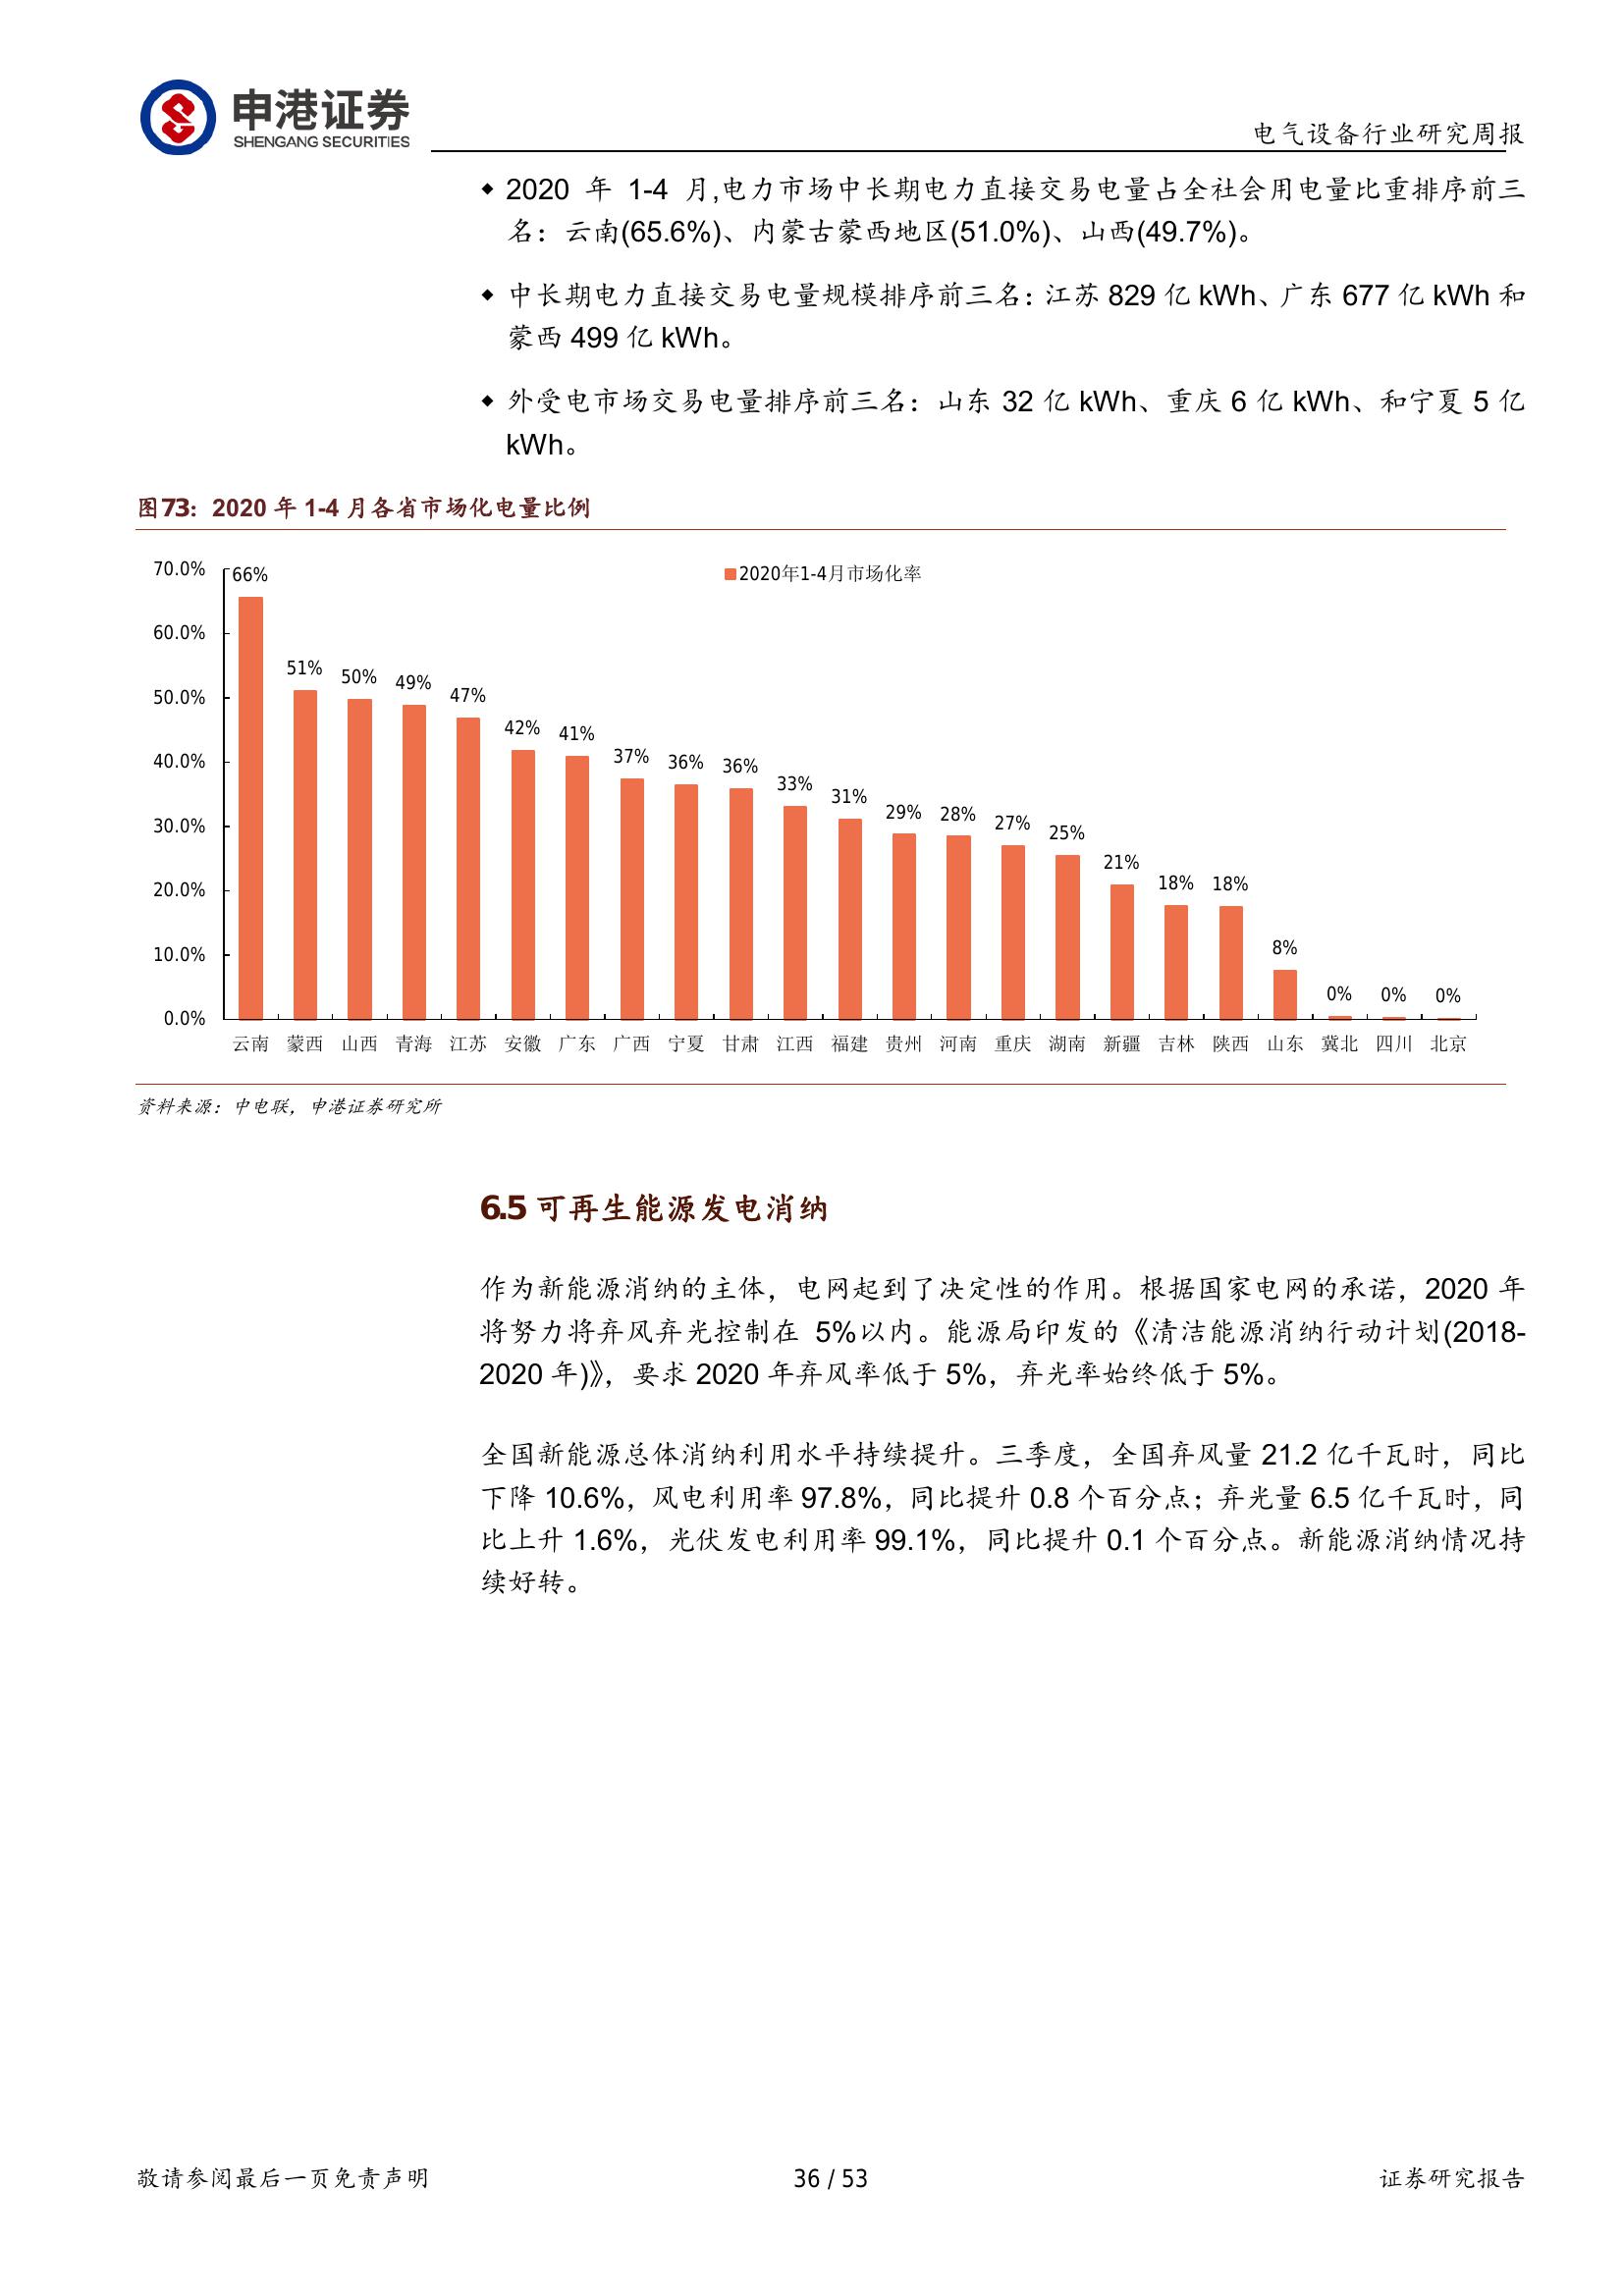 申港证券
SHENGANG SECURITIES
电气设备行业研究周报
◆ 2020 年 1-4 月,电力市场中长期电力直接交易电量占全社会用电量比重排序前三
名：云南(65.6%)、内蒙古蒙西地区(51.0%)、山西(49.7%)。
◆ 中长期电力直接交易电量规模排序前三名：江苏 829 亿 kWh、广东 677 亿 kWh 和
蒙西 499 亿 kWh。
◆ 外受电市场交易电量排序前三名：山东 32 亿 kWh、重庆 6 亿 kWh、和宁夏 5 亿
kWh。
图73：2020 年 1-4 月各省市场化电量比例
2020年1-4月市场化率
70.0%
60.0%
50.0%
40.0%
30.0%
20.0%
10.0%
0.0%
66% 51% 50% 49% 47% 42% 41% 37% 36% 36% 33% 31% 29% 28% 27% 25% 21% 18% 18% 8% 0% 0% 0%
云南 蒙西 山西 青海 江苏 安徽 广东 广西 宁夏 甘肃 江西 福建 贵州 河南 重庆 湖南 新疆 吉林 陕西 山东 冀北 四川 北京
资料来源：中电联，申港证券研究所
6.5 可再生能源发电消纳
作为新能源消纳的主体，电网起到了决定性的作用。根据国家电网的承诺，2020 年
将努力将弃风弃光控制在 5%以内。能源局印发的《清洁能源消纳行动计划(2018-
2020 年)》，要求 2020 年弃风率低于 5%，弃光率始终低于 5%。
全国新能源总体消纳利用水平持续提升。三季度，全国弃风量 21.2 亿千瓦时，同比
下降 10.6%，风电利用率 97.8%，同比提升 0.8 个百分点；弃光量 6.5 亿千瓦时，同
比上升 1.6%，光伏发电利用率 99.1%，同比提升 0.1 个百分点。新能源消纳情况持
续好转。
敬请参阅最后一页免责声明
36 / 53
证券研究报告